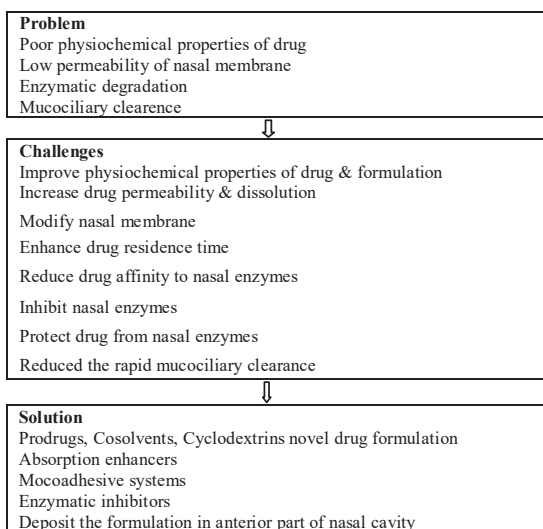 Problem
Poor physiochemical properties of drug
Low permeability of nasal membrane
Enzymatic degradation
Mucociliary clearence
Challenges
Improve physiochemical properties of drug & formulation
Increase drug permeability & dissolution
Modify nasal membrane
Enhance drug residence time
Reduce drug affinity to nasal enzymes
Inhibit nasal enzymes
Protect drug from nasal enzymes
Reduced the rapid mucociliary clearance
Solution
Prodrugs, Cosolvents, Cyclodextrins novel drug formulation
Absorption enhancers
Mocoadhesive systems
Enzymatic inhibitors
Deposit the formulation in anterior part of nasal cavity